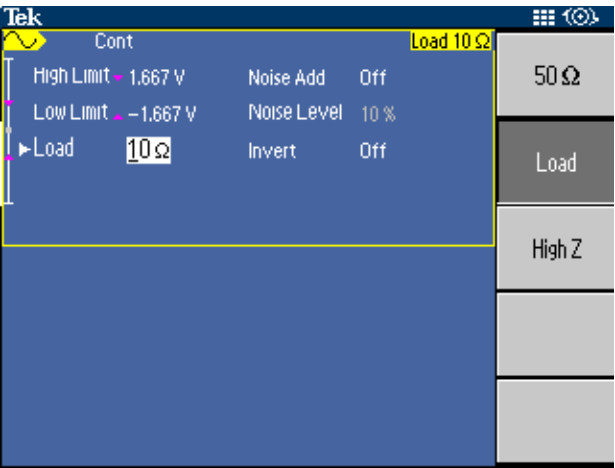 Tek
Cont Load 10 Ω
High Limit 1.667 V Noise Add Off
Low Limit -1.667 V Noise Level 10 %
Load 10 Ω Invert Off
50 Ω
Load
High Z